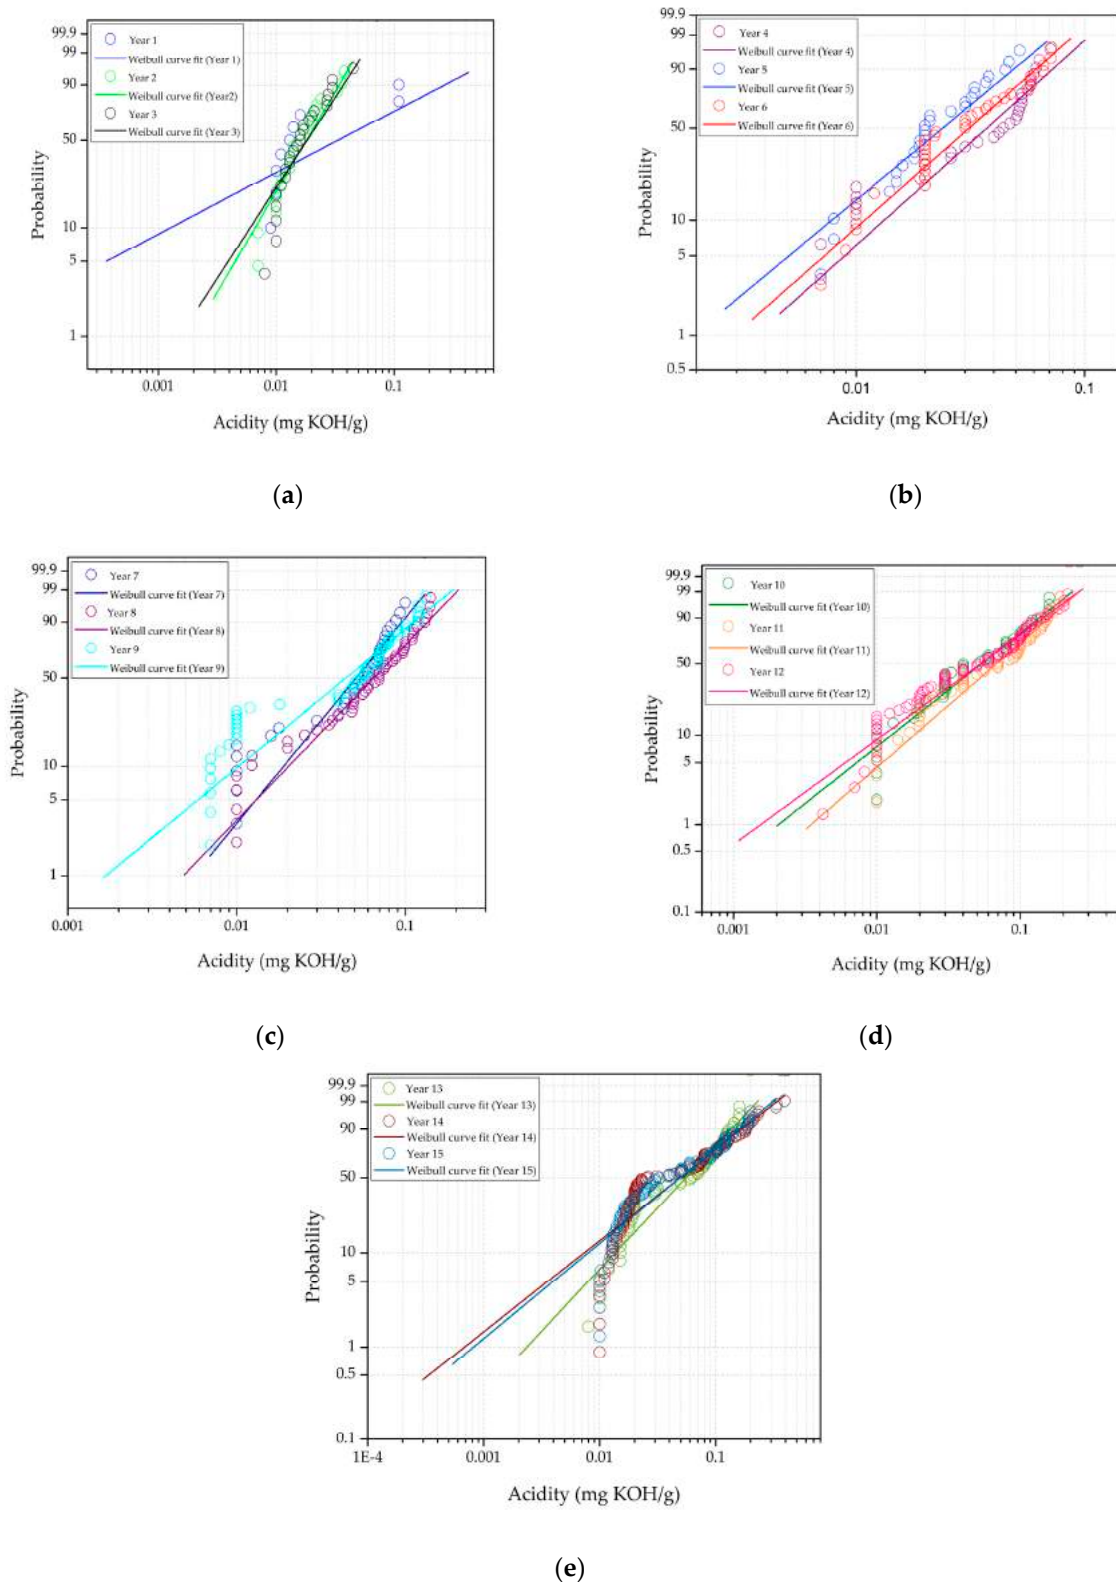 99.9
99
90
50
10
5
1
Probability
Year 1
Weibull curve fit (Year 1)
Year 2
Weibull curve fit (Year2)
Year 3
Weibull curve fit (Year 3)
0.001
0.01
0.1
Acidity (mg KOH/g)
(a)
99.9
99
90
50
10
5
1
0.5
Probability
Year 4
Weibull curve fit (Year 4)
Year 5
Weibull curve fit (Year 5)
Year 6
Weibull curve fit (Year 6)
0.01
0.1
Acidity (mg KOH/g)
(b)
99.9
99
90
50
10
5
1
Probability
Year 7
Weibull curve fit (Year 7)
Year 8
Weibull curve fit (Year 8)
Year 9
Weibull curve fit (Year 9)
0.001
0.01
0.1
Acidity (mg KOH/g)
(c)
99.9
99
90
50
10
5
1
0.5
0.1
Probability
Year 10
Weibull curve fit (Year 10)
Year 11
Weibull curve fit (Year 11)
Year 12
Weibull curve fit (Year 12)
0.001
0.01
0.1
Acidity (mg KOH/g)
(d)
99.9
99
90
50
10
5
1
0.5
0.1
Probability
Year 13
Weibull curve fit (Year 13)
Year 14
Weibull curve fit (Year 14)
Year 15
Weibull curve fit (Year 15)
1E-4
0.001
0.01
0.1
Acidity (mg KOH/g)
(e)